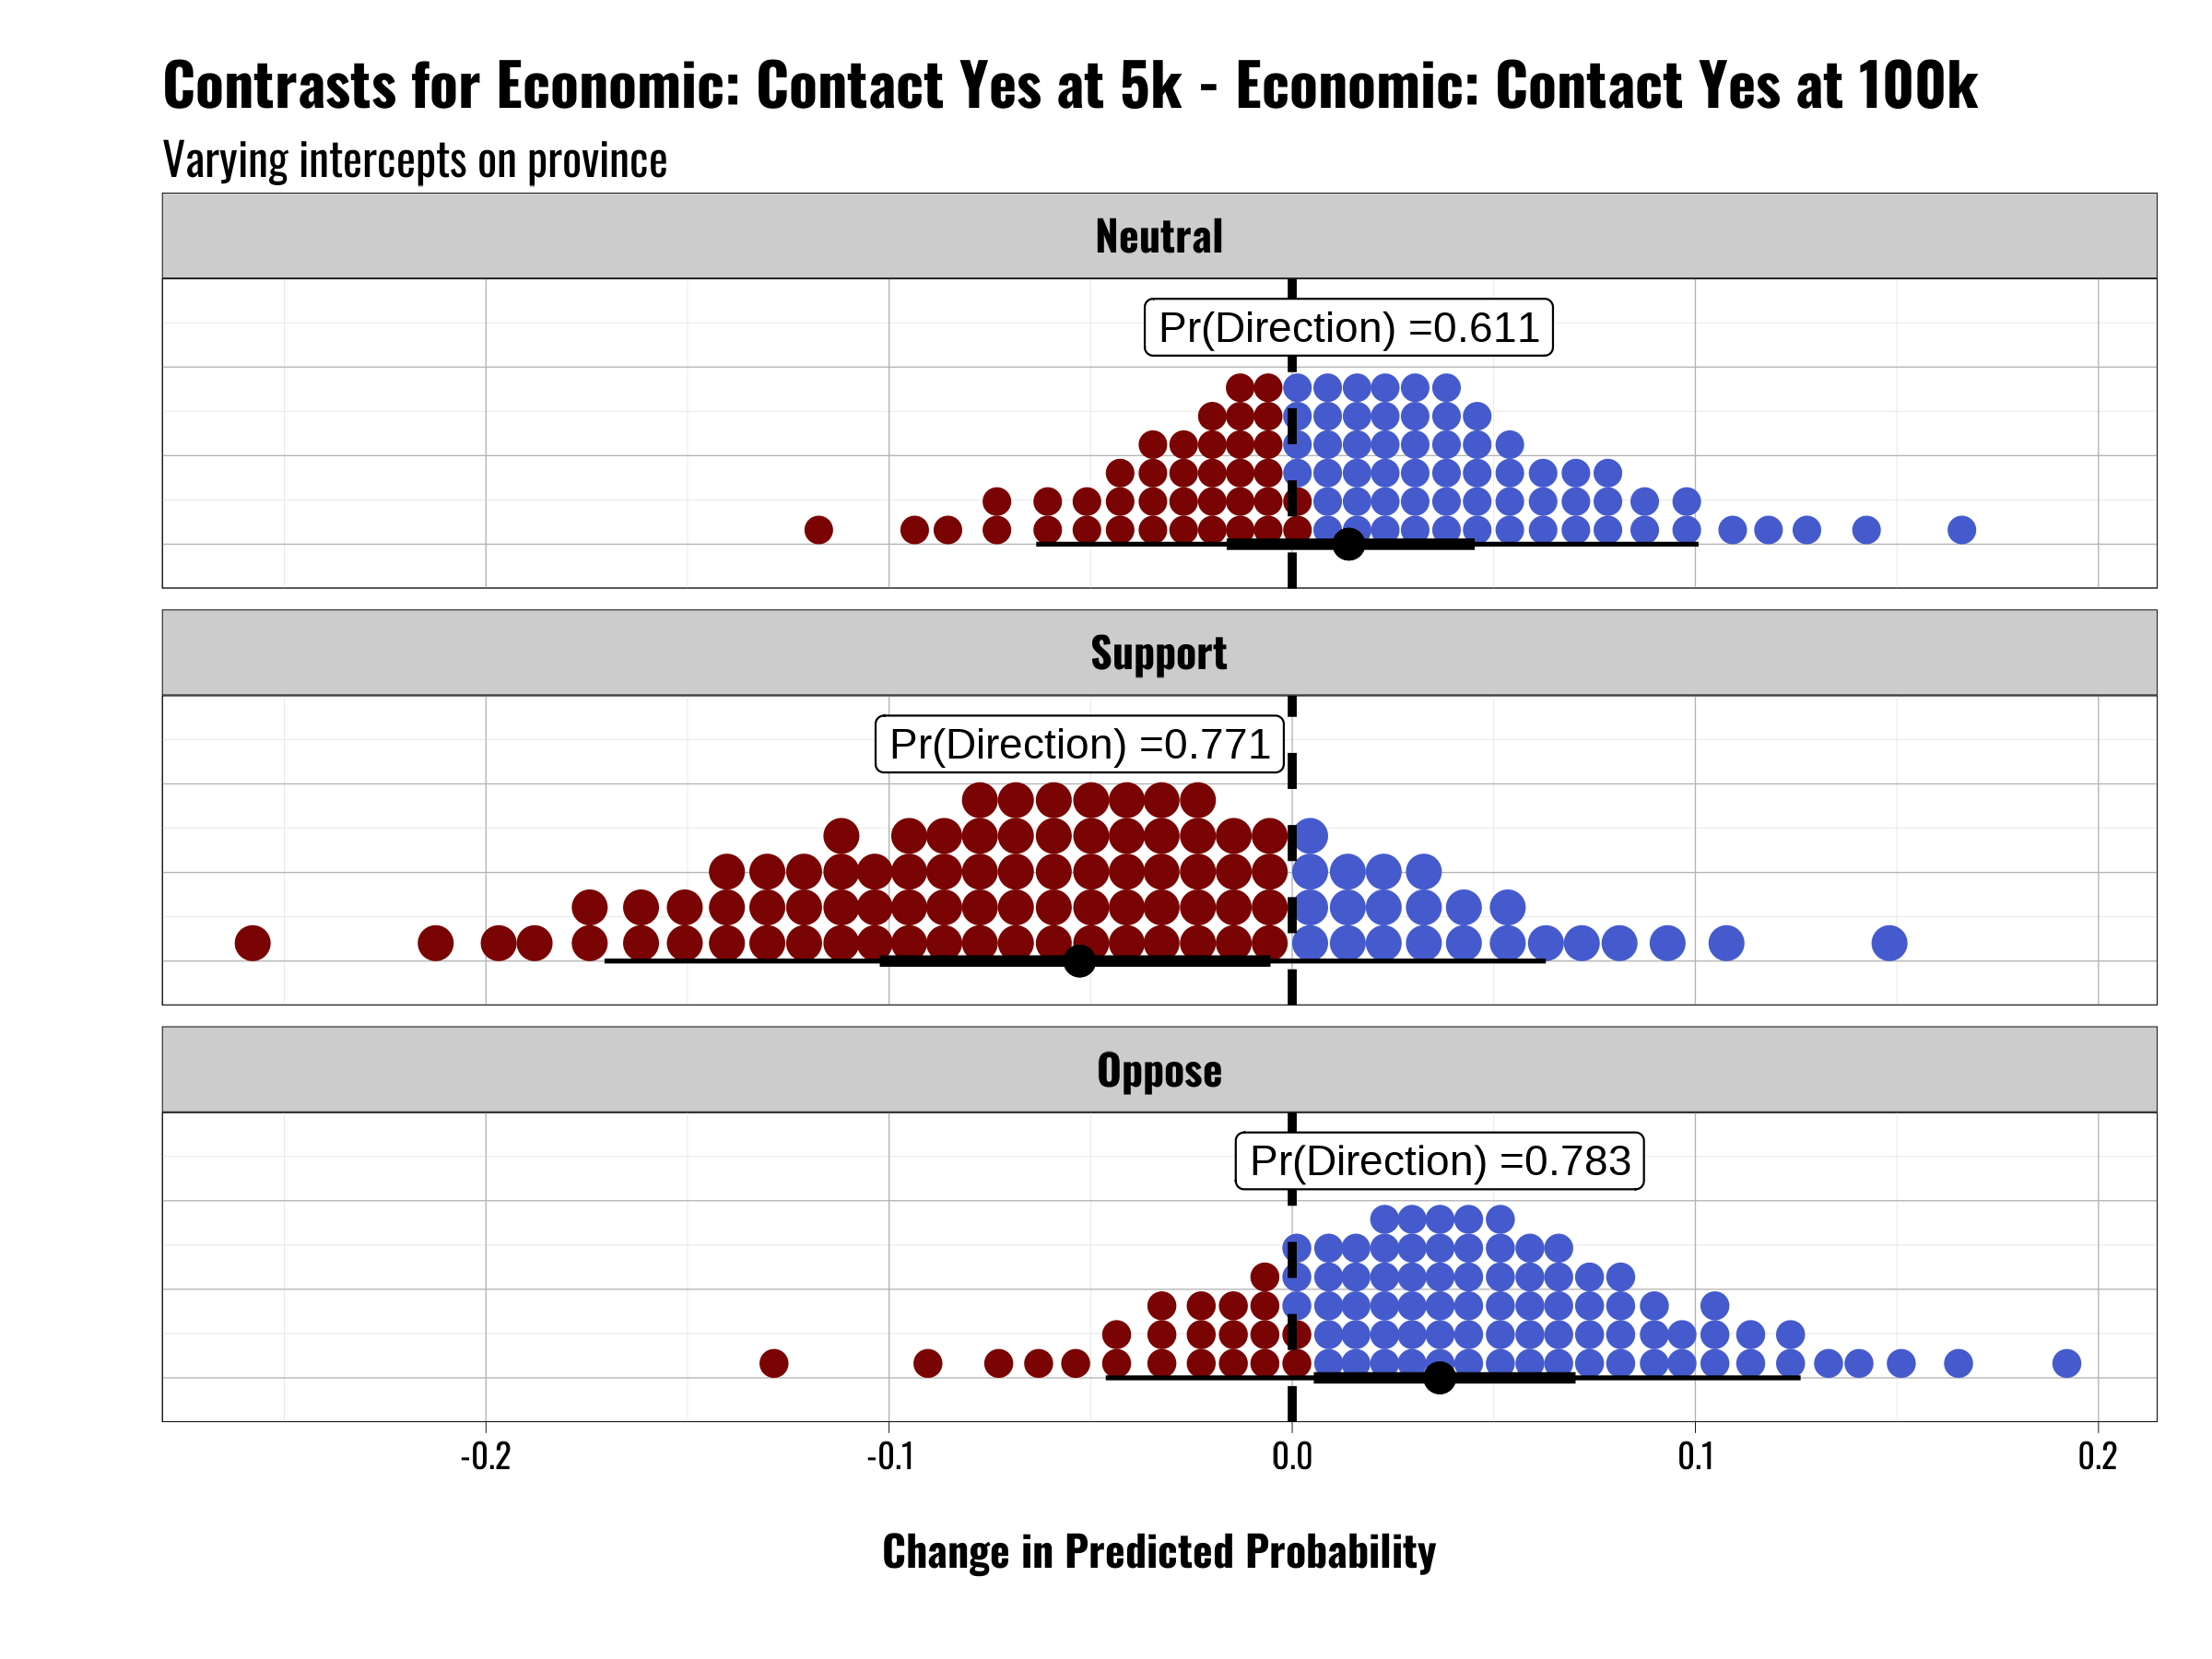 Contrasts for Economic: Contact Yes at 5k - Economic: Contact Yes at 100k
Varying intercepts on province
Neutral
Pr(Direction) =0.611
Support
Pr(Direction) =0.771
Oppose
Pr(Direction) =0.783
-0.2 -0.1 0.0 0.1 0.2
Change in Predicted Probability